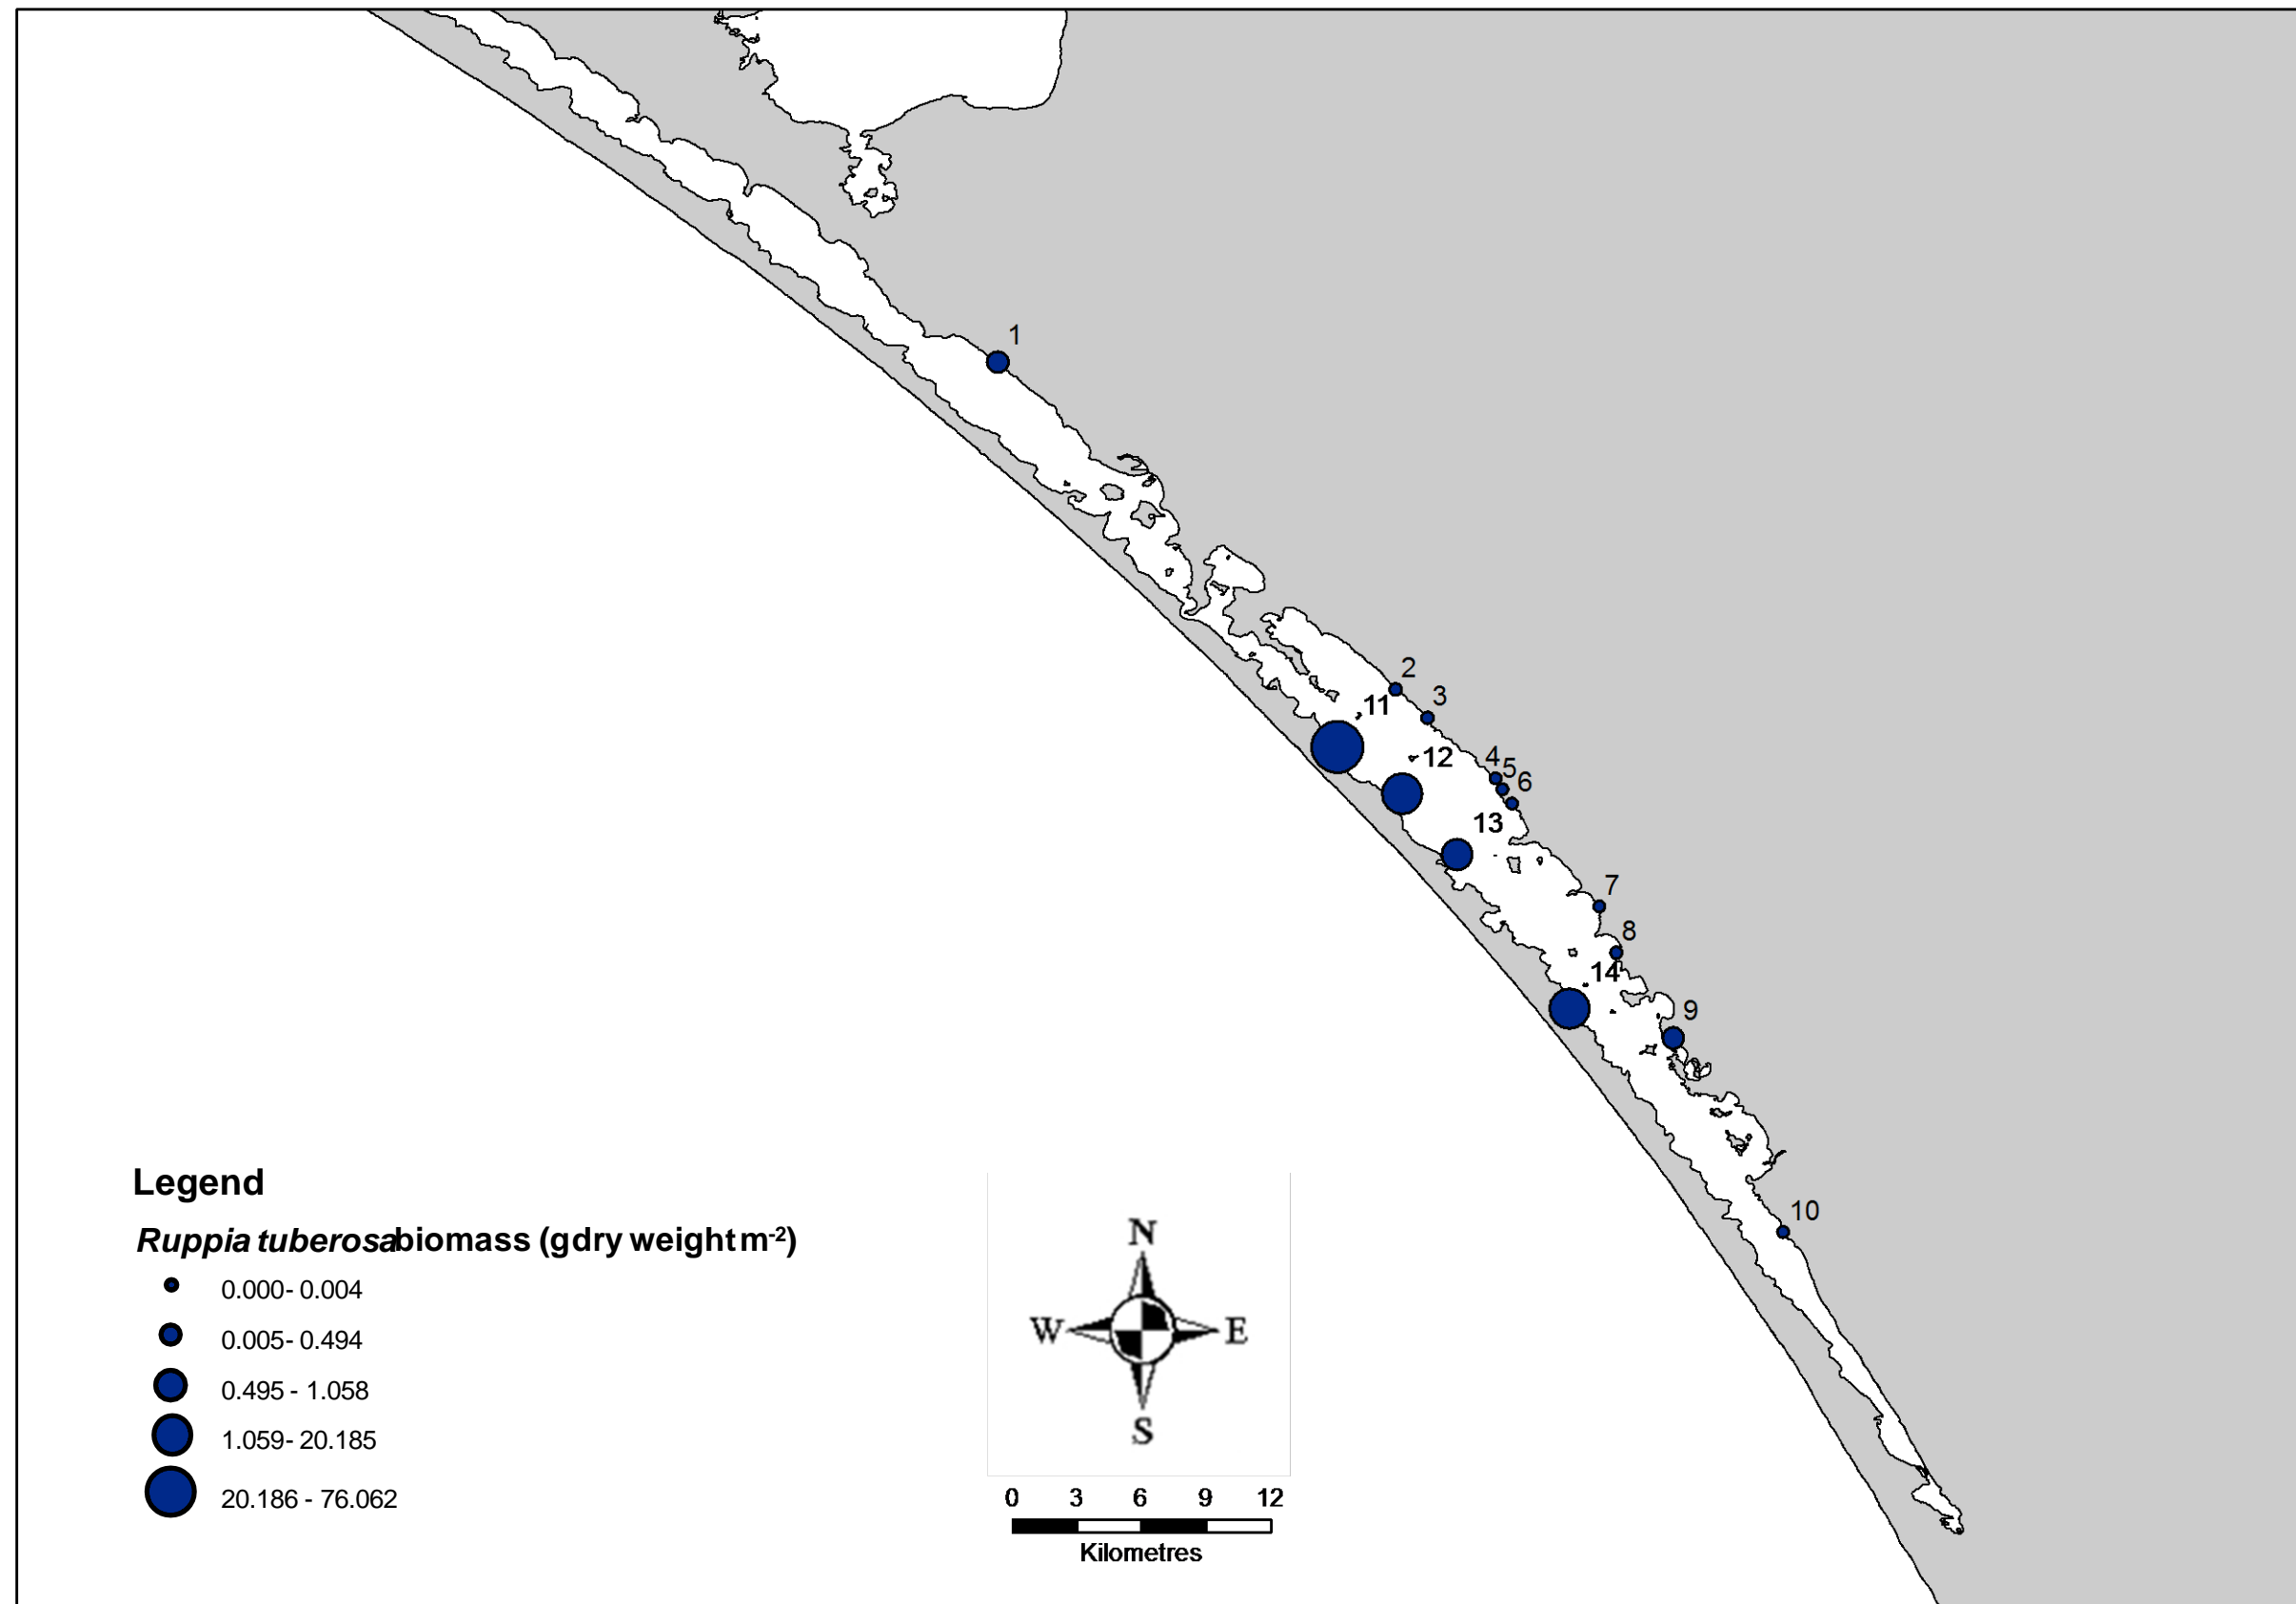 1
2
3
11
12
4
5
6
13
7
8
14
9
10
Legend
Ruppia tuberosa biomass (gdry weight m-2)
0.000- 0.004
0.005- 0.494
0.495 - 1.058
1.059- 20.185
20.186 - 76.062
N
W E
S
0 3 6 9 12
Kilometres